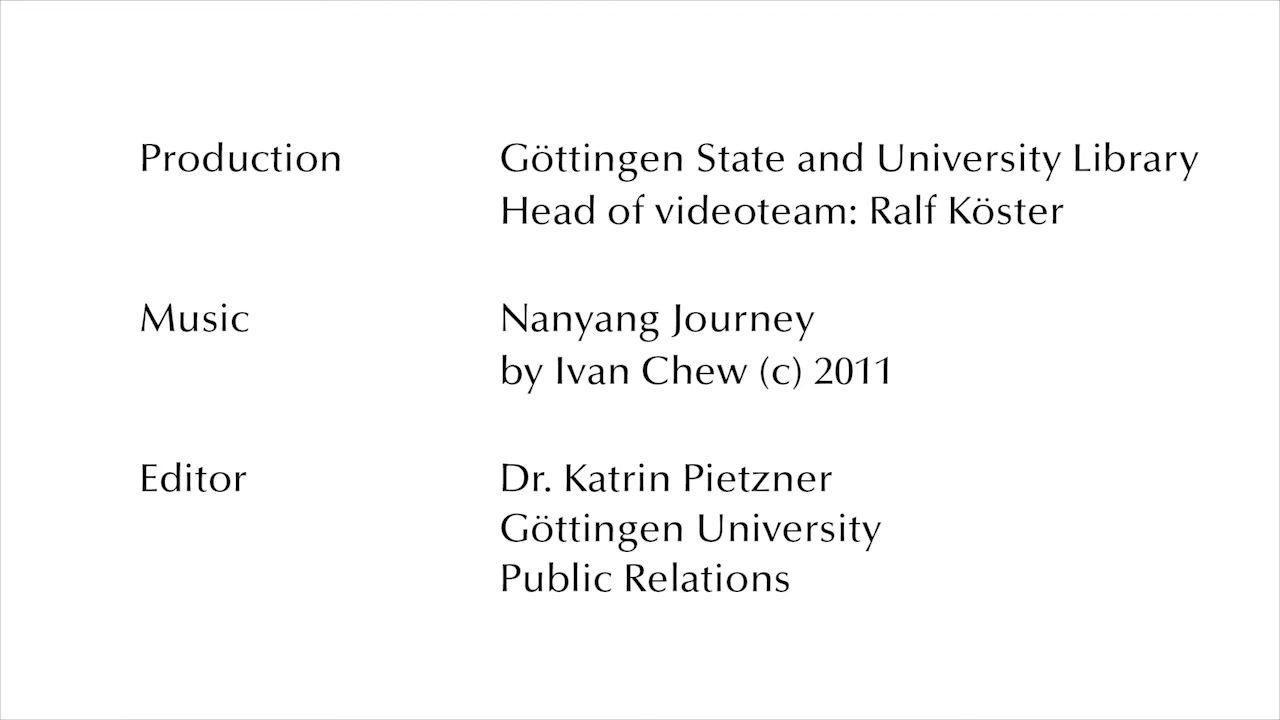 Production Göttingen State and University Library
Head of videoteam: Ralf Köster
Music Nanyang Journey
by Ivan Chew (c) 2011
Editor Dr. Katrin Pietzner
Göttingen University
Public Relations